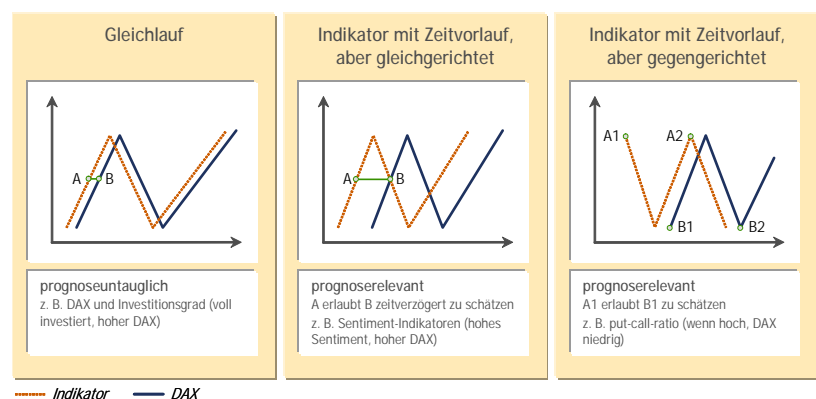 Gleichlauf
A
B
prognoseuntauglich
z. B. DAX und Investitionsgrad (voll
investiert, hoher DAX)
Indikator mit Zeitvorlauf,
aber gleichgerichtet
A
B
prognoserelevant
A erlaubt B zeitverzögert zu schätzen
z. B. Sentiment-Indikatoren (hohes
Sentiment, hoher DAX)
Indikator mit Zeitvorlauf,
aber gegengerichtet
A1
A2
B1
B2
prognoserelevant
A1 erlaubt B1 zu schätzen
z. B. put-call-ratio (wenn hoch, DAX
niedrig)
Indikator
DAX